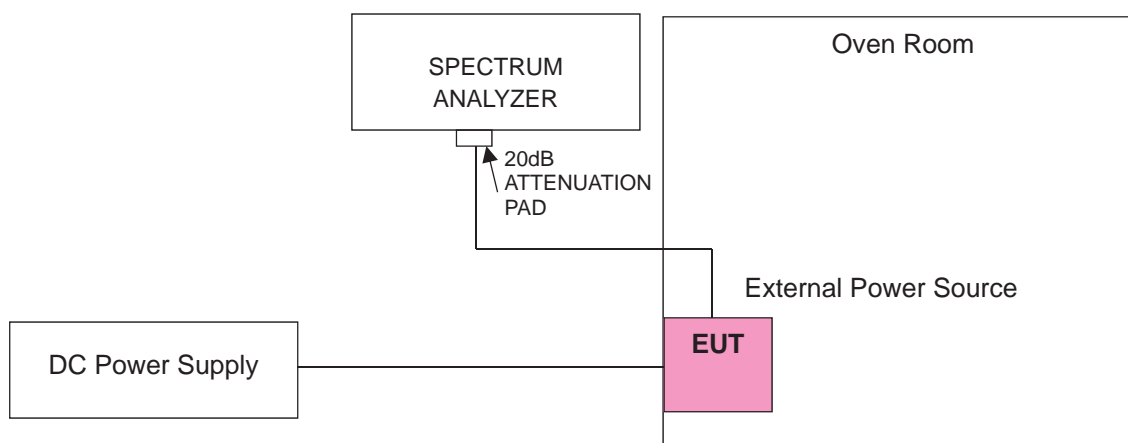 SPECTRUM
ANALYZER
Oven Room
20dB
ATTENUATION
PAD
External Power Source
EUT
DC Power Supply